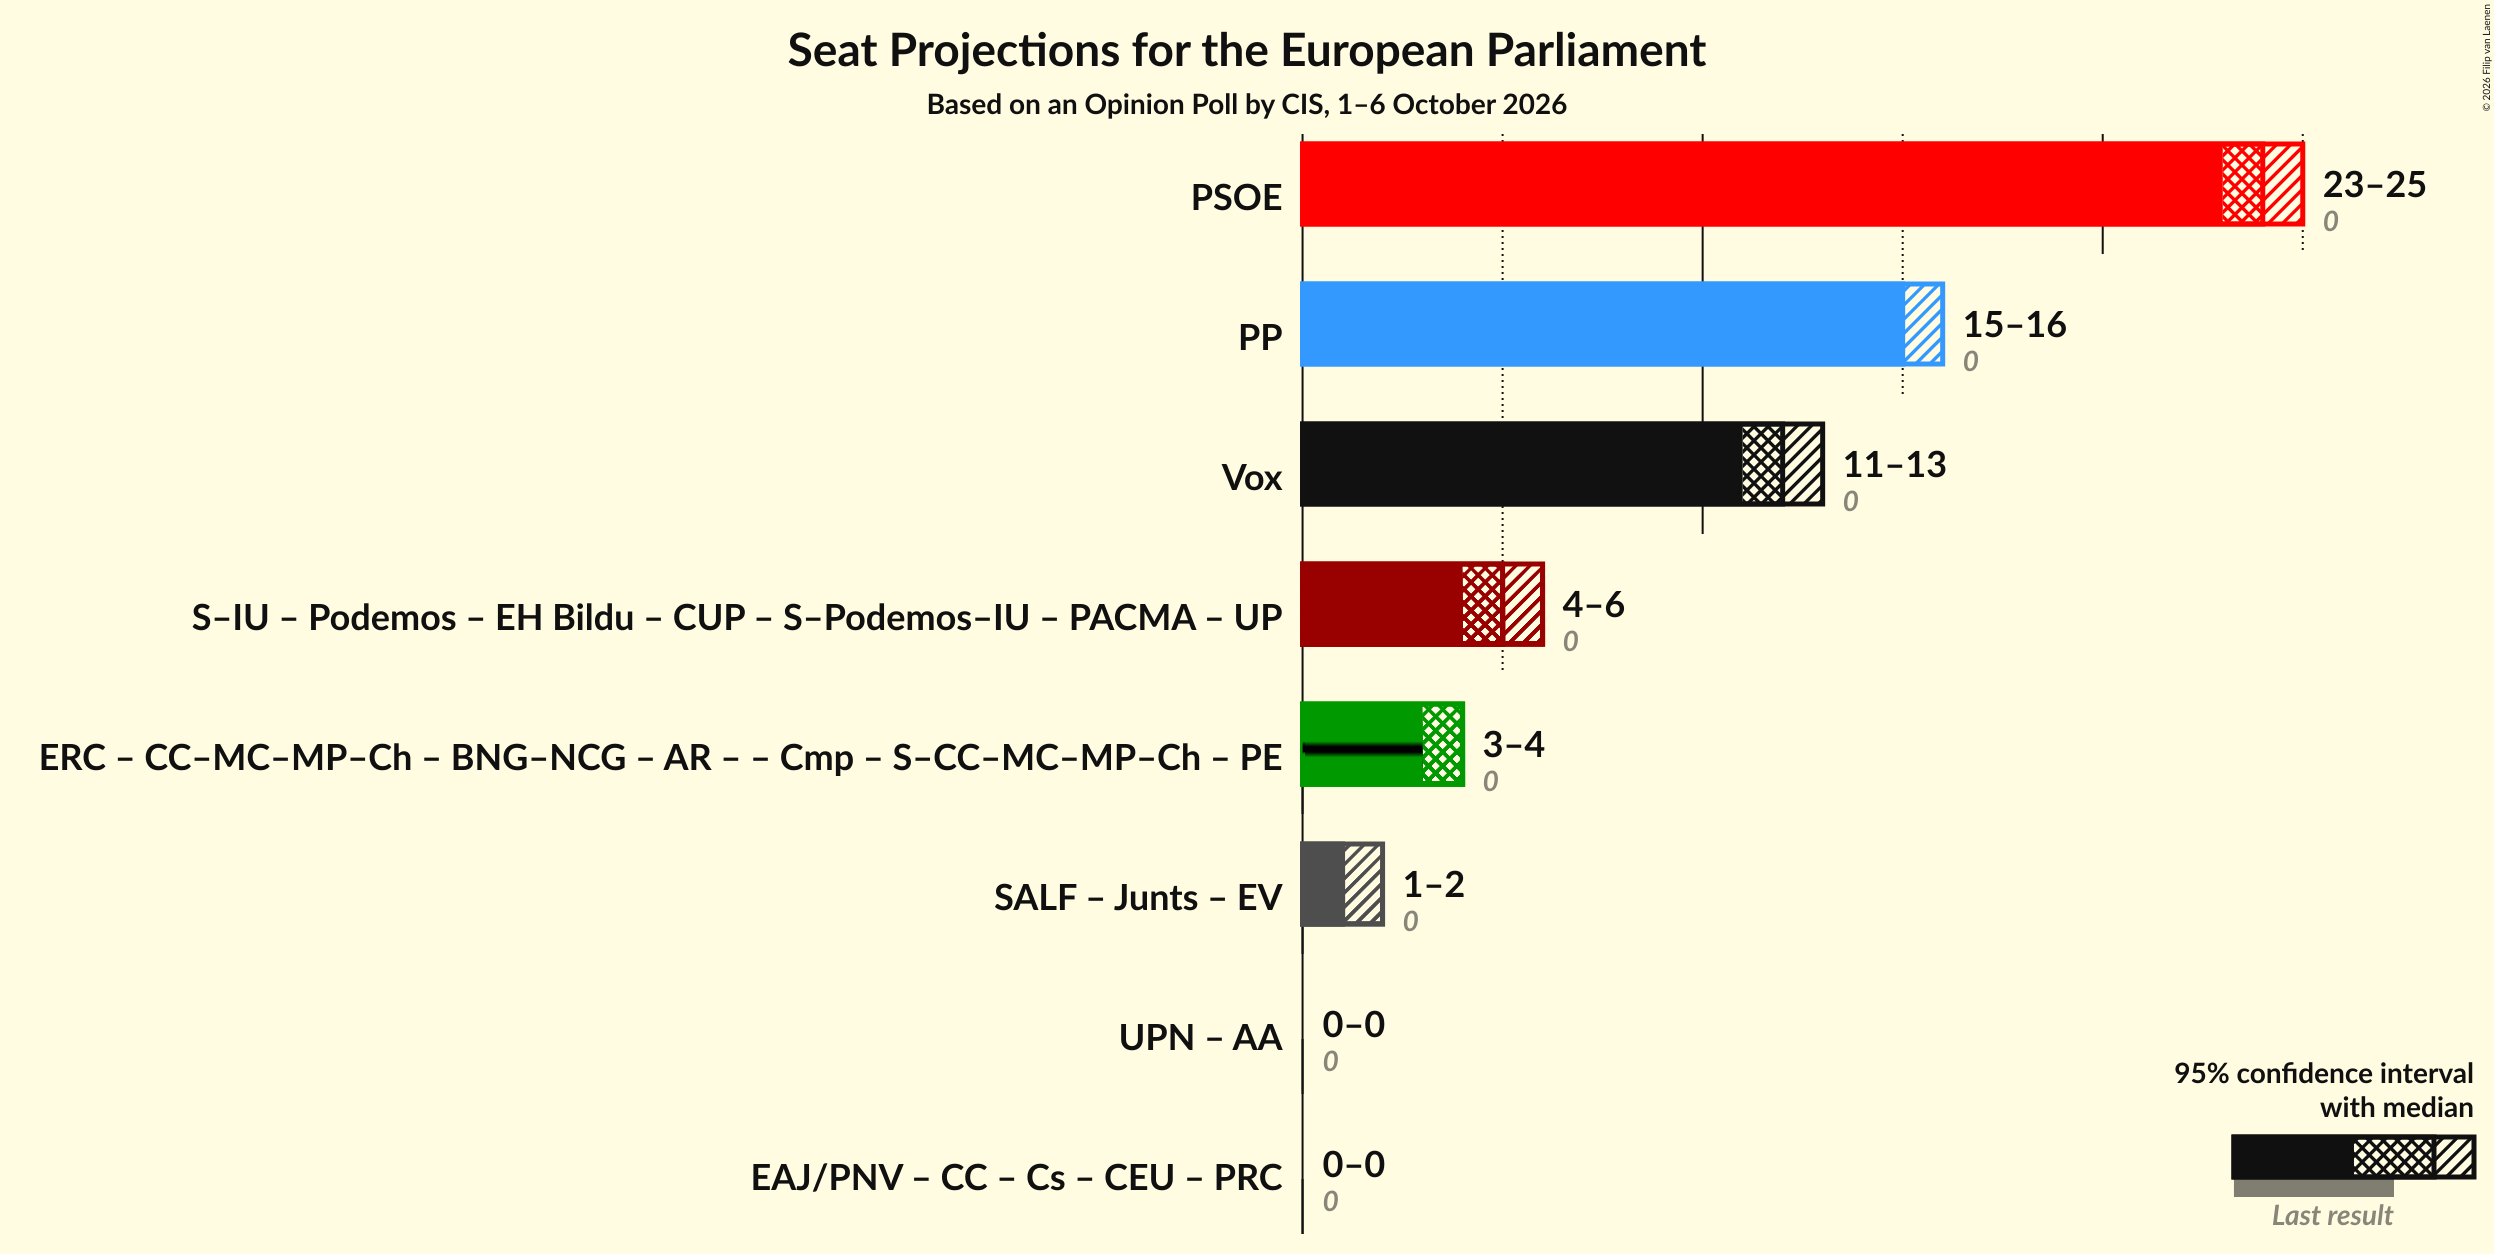 Seat Projections for the European Parliament
Based on an Opinion Poll by CIS, 1–6 October 2026
© 2026 Filip van Laenen
PSOE
23–25
0
PP
15–16
0
Vox
11–13
0
S–IU – Podemos – EH Bildu – CUP – S–Podemos–IU – PACMA – UP
4–6
0
ERC – CC–MC–MP–Ch – BNG–NCG – AR – – Cmp – S–CC–MC–MP–Ch – PE
3–4
0
SALF – Junts – EV
1–2
0
UPN – AA
0–0
0
EAJ/PNV – CC – Cs – CEU – PRC
0–0
0
95% confidence interval
with median
Last result